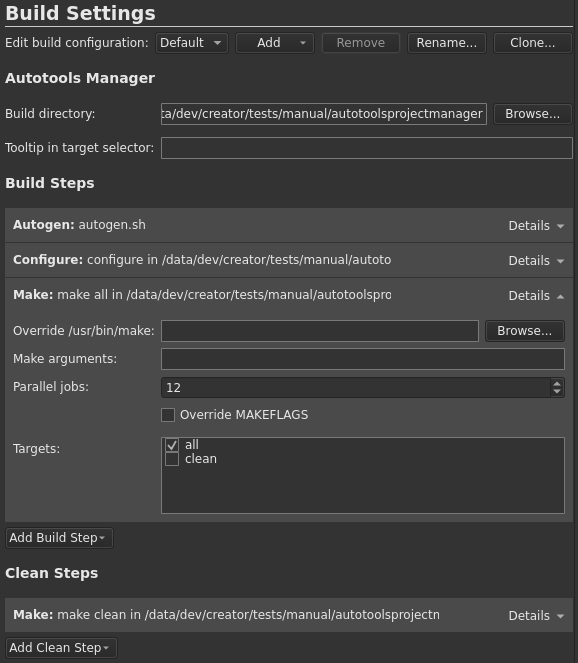 Build Settings
Edit build configuration: Default Add Remove Rename... Clone...
Autotools Manager
Build directory: ta/dev/creator/tests/manual/autotoolsprojectmanager Browse...
Tooltip in target selector:
Build Steps
Autogen: autogen.sh Details
Configure: configure in /data/dev/creator/tests/manual/autoto Details
Make: make all in /data/dev/creator/tests/manual/autotoolspro Details
Override /usr/bin/make: Browse...
Make arguments:
Parallel jobs: 12
Override MAKEFLAGS
Targets: all
clean
Add Build Step
Clean Steps
Make: make clean in /data/dev/creator/tests/manual/autotoolsprojectn Details
Add Clean Step